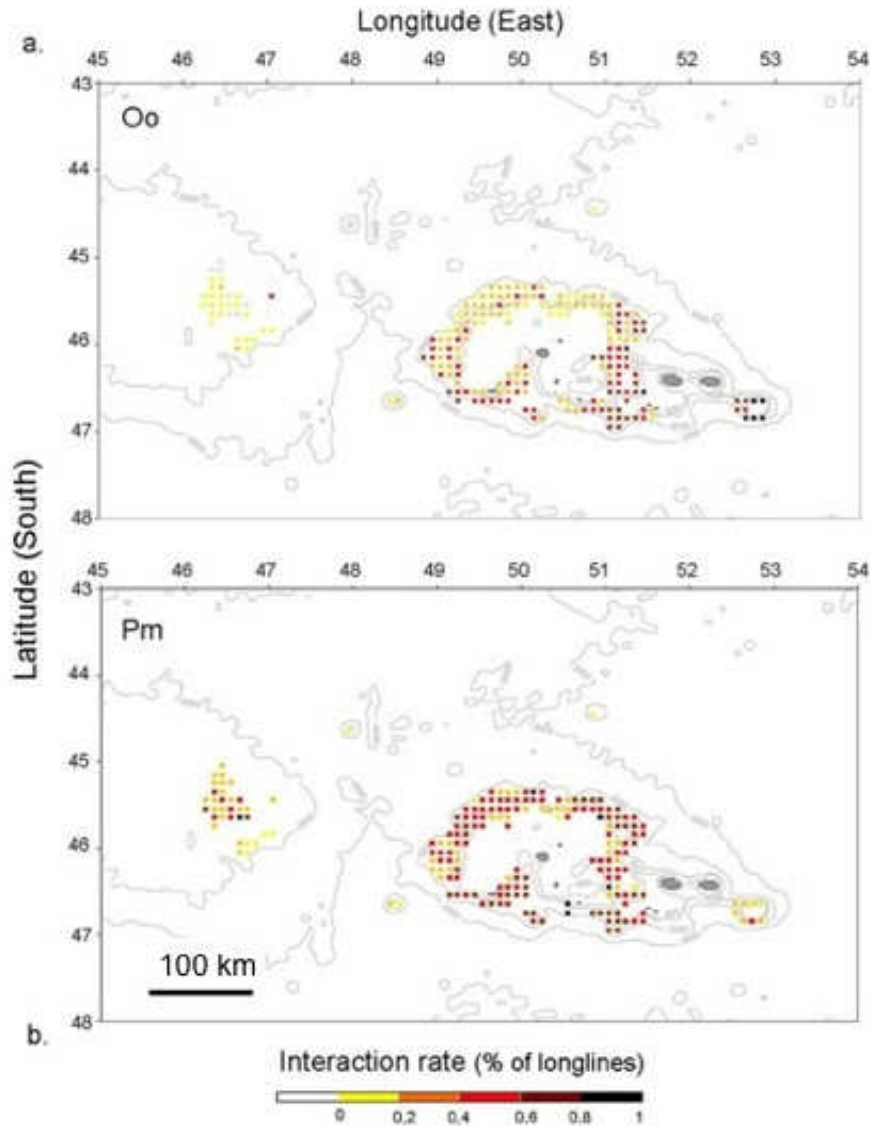 Longitude (East)
a.
45 46 47 48 49 50 51 52 53 54
43
Oo
44
45
46
47
48
Latitude (South)
45 46 47 48 49 50 51 52 53 54
43
Pm
44
45
46
47
100 km
48
b.
Interaction rate (% of longlines)
0 0,2 0,4 0,6 0,8 1